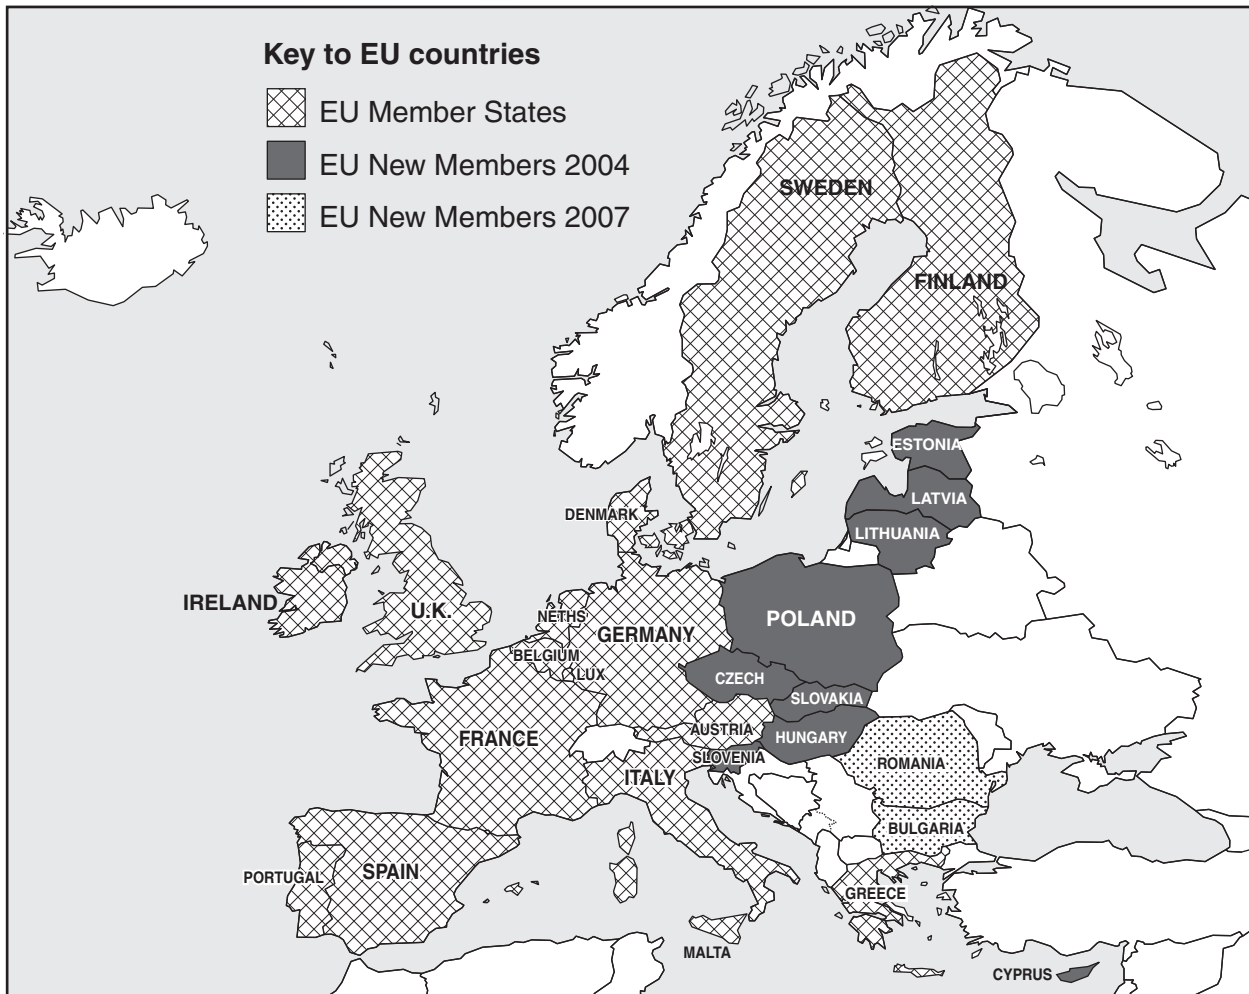 Key to EU countries
EU Member States
EU New Members 2004
EU New Members 2007
SWEDEN
FINLAND
ESTONIA
LATVIA
DENMARK
LITHUANIA
IRELAND
U.K.
NETHS
POLAND
GERMANY
BELGIUM
LUX
CZECH
SLOVAKIA
AUSTRIA
FRANCE
HUNGARY
SLOVENIA
ROMANIA
ITALY
BULGARIA
PORTUGAL
SPAIN
GREECE
MALTA
CYPRUS